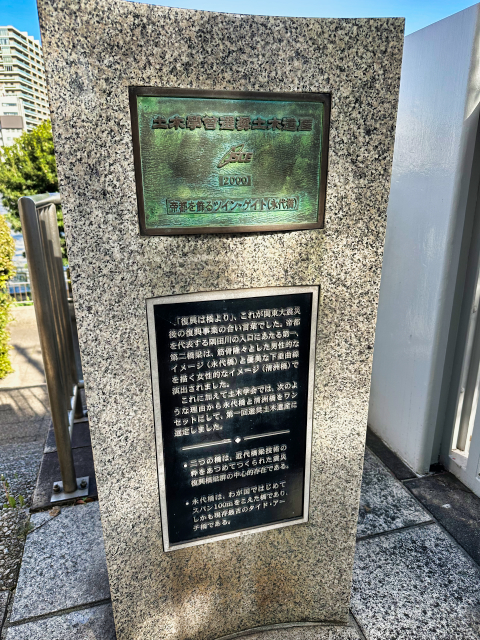 土木学会選奨土木遺産
JSCE
[2000]
[帝都を飾るツイン・ゲイト(永代橋)]
「復興は橋より」、これが関東大震災
後の復興事業の合い言葉でした。帝都
を代表する隅田川の入口にあたる第一、
第二橋梁は、筋骨隆々とした男性的な
イメージ(永代橋)と優美な下垂曲線
を描く女性的なイメージ(清洲橋)で
演出されました。
これに加えて土木学会では、次のよ
うな理由から永代橋と清洲橋をワン
セットにして、第一回選奨土木遺産に
選定しました。
・二つの橋は、近代橋梁技術の
粋をあつめてつくられた震災
復興橋梁群の中心的存在である。
・永代橋は、わが国ではじめて
スパン100mをこえた橋であり、
しかも現存最古のタイド・アー
チ橋である。